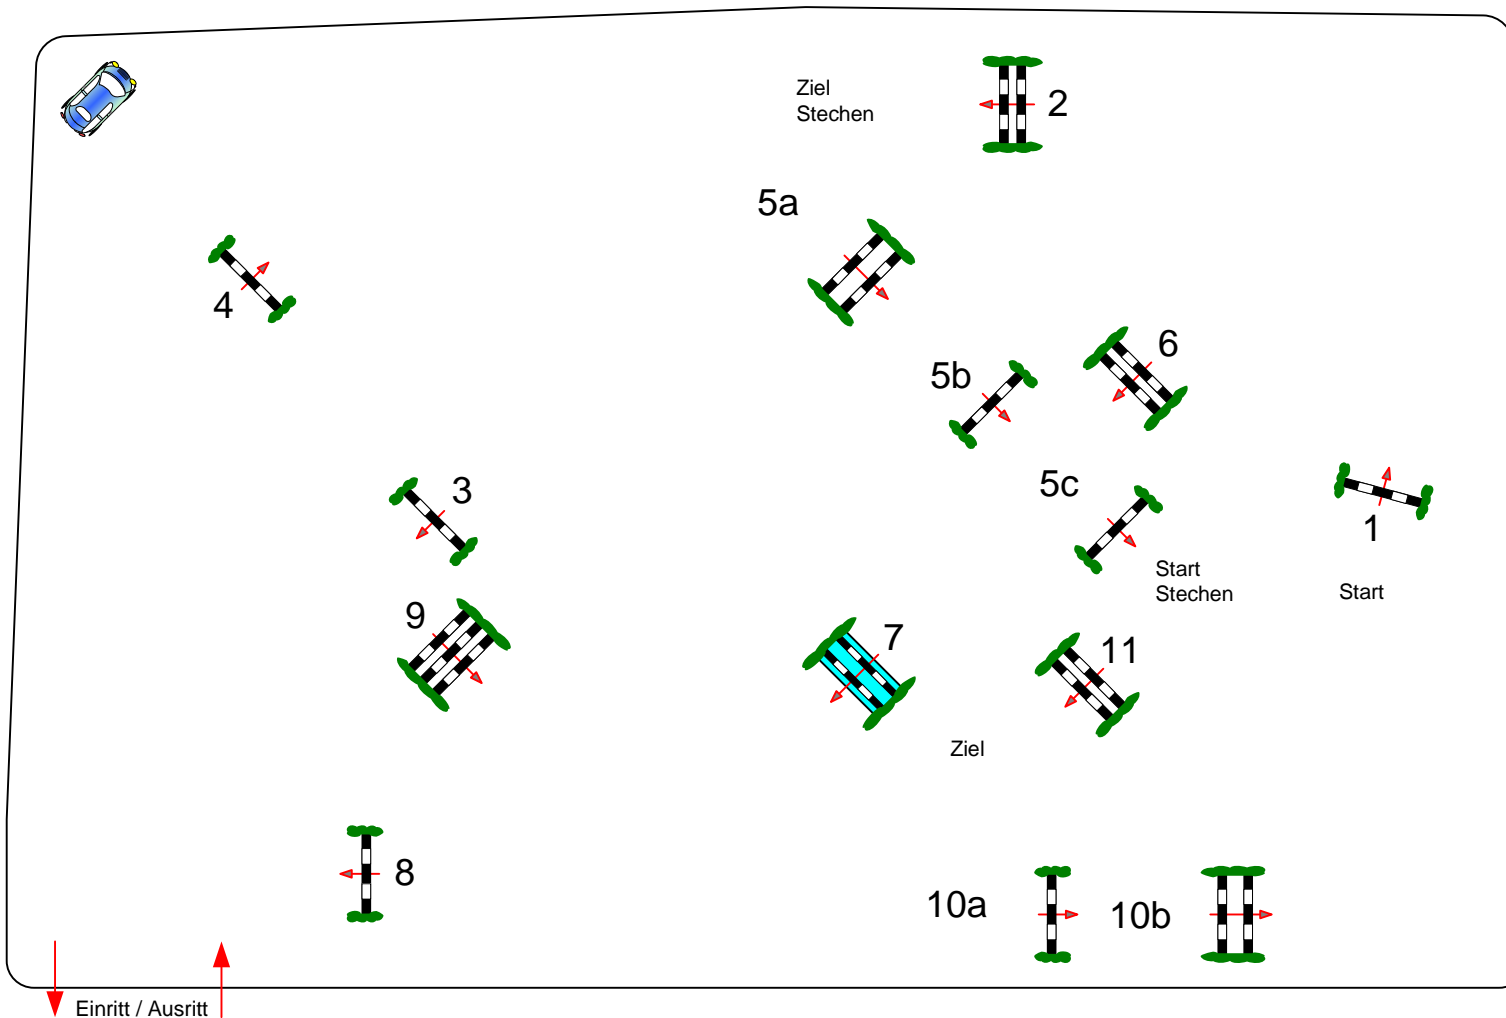 Ziel
Stechen
2
5a
4
6
5b
3
5c
1
Start
Stechen
Start
9
7
11
Ziel
8
10a
10b
Einritt / Ausritt